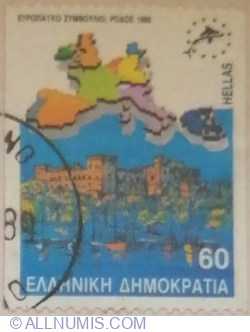 ΕΥΡΩΠΑΪΚΟ ΣΥΜΒΟΥΛΙΟ, ΡΟΔΟΣ 1988
HELLAS
60
ΕΛΛΗΝΙΚΗ ΔΗΜΟΚΡΑΤΙΑ
© ALLNUMIS.COM